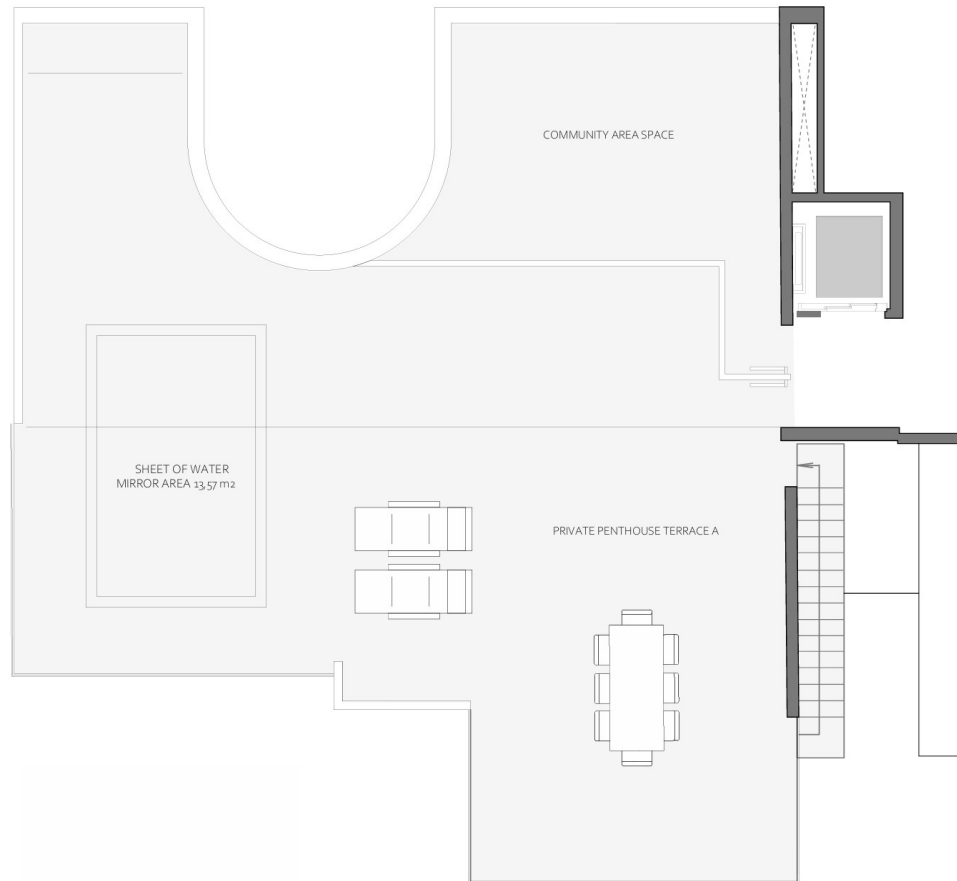 COMMUNITY AREA SPACE
SHEET OF WATER
MIRROR AREA 13,57 m2
PRIVATE PENTHOUSE TERRACE A